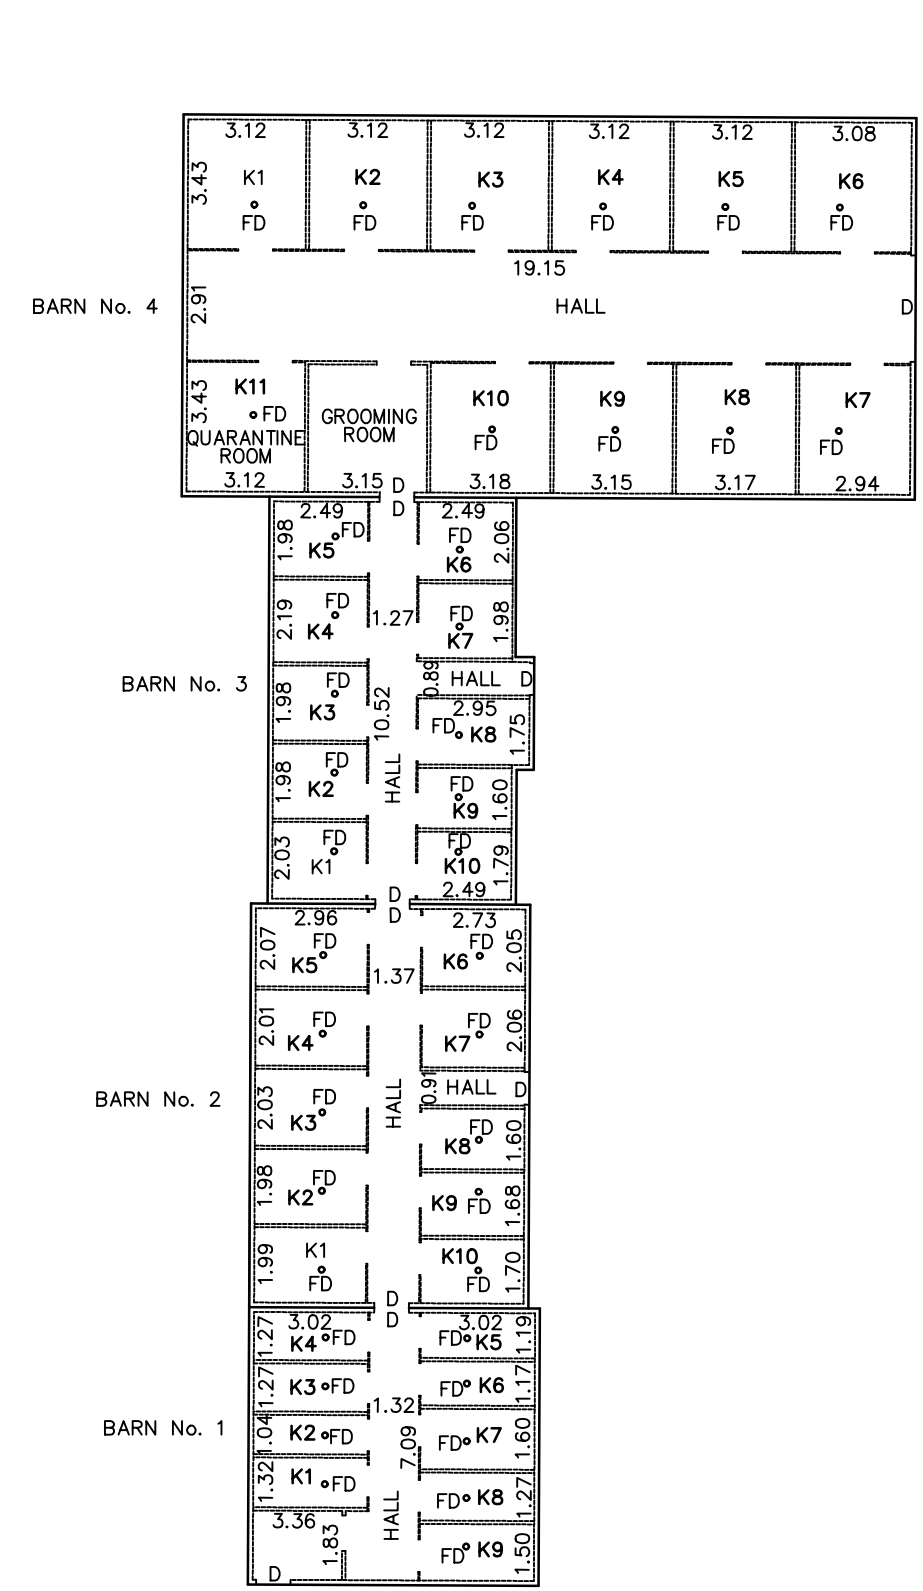 3.12 3.12 3.12 3.12 3.12 3.08
3.43
K1 K2 K3 K4 K5 K6
FD FD FD FD FD FD
19.15
BARN No. 4
2.91
HALL
D
3.43
K11
FD
QUARANTINE
ROOM
3.12
GROOMING
ROOM
3.15
D
K10 K9 K8 K7
FD FD FD FD
3.18 3.15 3.17 2.94
D
2.49 2.49
1.98
FD
K5
FD
K6
2.06
2.19
FD
K4
1.27
FD
K7
1.98
BARN No. 3
0.89
HALL D
1.98
FD
K3
10.52
2.95
FD K8
1.75
1.98
FD
K2
HALL
FD
K9
1.60
2.03
FD
K1
FD
K10
1.79
2.49
D
D
2.96 2.73
2.07
FD
K5
1.37
FD
K6
2.05
2.01
FD
K4
FD
K7
2.06
BARN No. 2
HALL
0.91
HALL D
2.03
FD
K3
FD
K8
1.60
1.98
FD
K2
K9
FD
1.68
1.99
K1
FD
K10
FD
1.70
D
D
3.02 3.02
1.27
K4 FD
FD K5
1.19
1.27
K3 FD
FD K6
1.17
1.32
BARN No. 1
1.04
K2 FD
7.09
FD K7
1.60
1.32
K1
FD
FD K8
1.27
3.36
HALL
1.83
FD K9
1.50
D